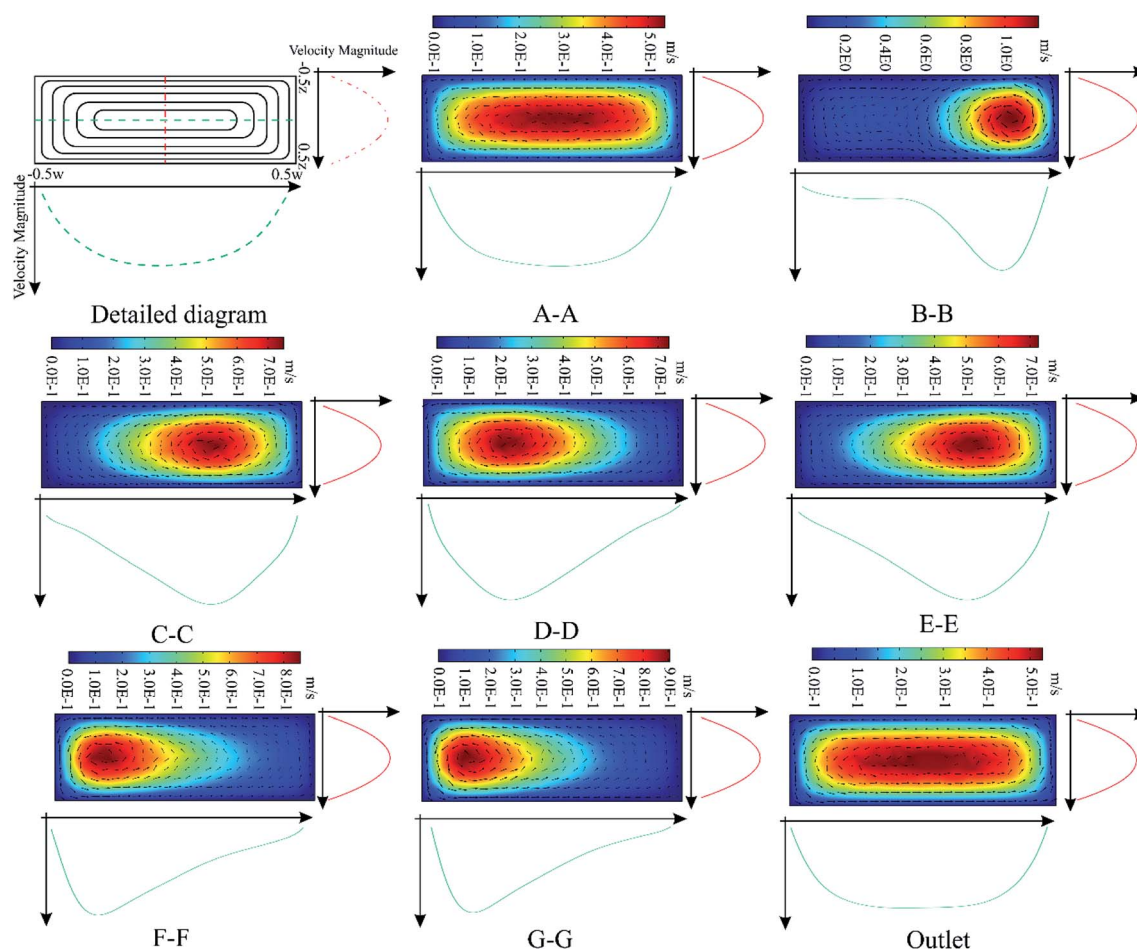 Velocity Magnitude
-0.5z
0.5z
-0.5w 0.5w
Velocity Magnitude
Detailed diagram
0.0E-1 1.0E-1 2.0E-1 3.0E-1 4.0E-1 5.0E-1 m/s
A-A
0.2E0 0.4E0 0.6E0 0.8E0 1.0E0 m/s
B-B
0.0E-1 1.0E-1 2.0E-1 3.0E-1 4.0E-1 5.0E-1 6.0E-1 7.0E-1 m/s
C-C
0.0E-1 1.0E-1 2.0E-1 3.0E-1 4.0E-1 5.0E-1 6.0E-1 7.0E-1 m/s
D-D
0.0E-1 1.0E-1 2.0E-1 3.0E-1 4.0E-1 5.0E-1 6.0E-1 7.0E-1 m/s
E-E
0.0E-1 1.0E-1 2.0E-1 3.0E-1 4.0E-1 5.0E-1 6.0E-1 7.0E-1 8.0E-1 m/s
F-F
0.0E-1 1.0E-1 2.0E-1 3.0E-1 4.0E-1 5.0E-1 6.0E-1 7.0E-1 8.0E-1 9.0E-1 m/s
G-G
0.0E-1 1.0E-1 2.0E-1 3.0E-1 4.0E-1 5.0E-1 m/s
Outlet